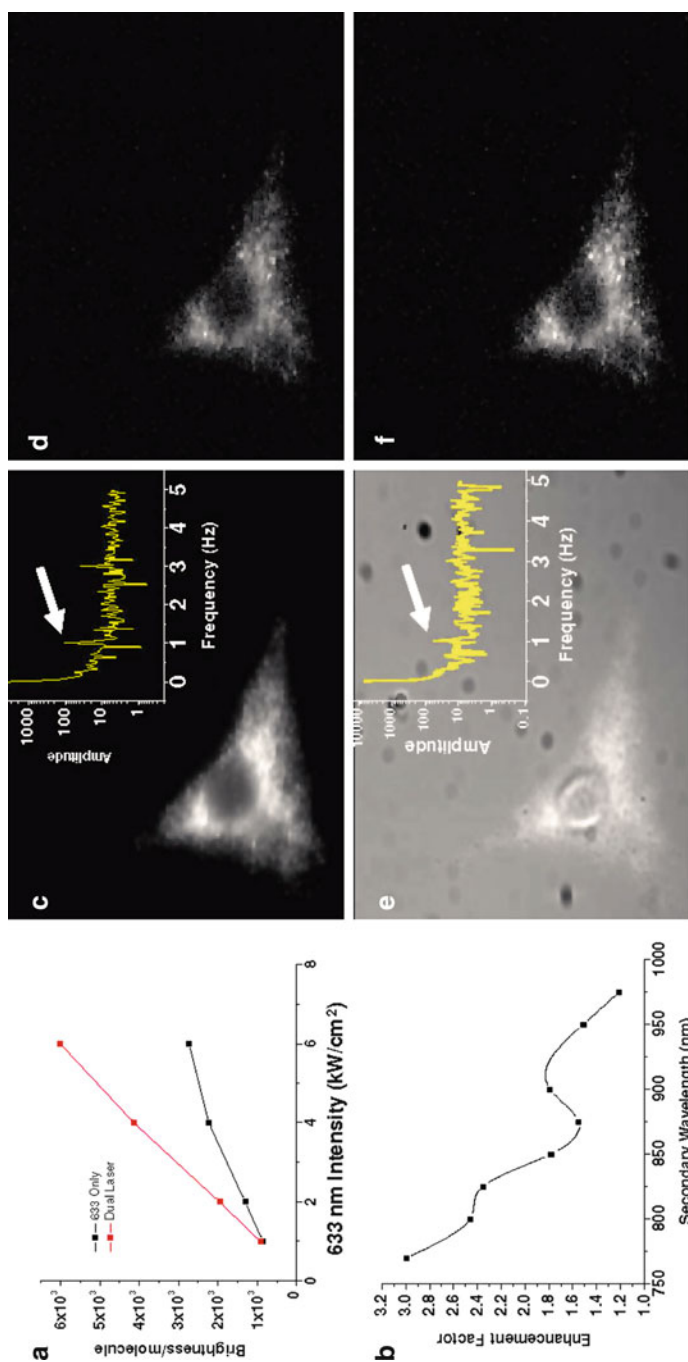 a
6x10³
5x10³
4x10³
3x10³
2x10³
1x10³
0
Brightness/molecule
633 Only
Dual Laser
0
2
4
6
8
633 nm Intensity (kW/cm²)
b
3.2
3.0
2.8
2.6
2.4
2.2
2.0
1.8
1.6
1.4
1.2
1.0
Enhancement Factor
750
800
850
900
950
1000
Secondary Wavelength (nm)
c
1000
100
10
1
Amplitude
0
1
2
3
4
5
Frequency (Hz)
d
e
10000
1000
100
10
1
0.1
Amplitude
0
1
2
3
4
5
Frequency (Hz)
f